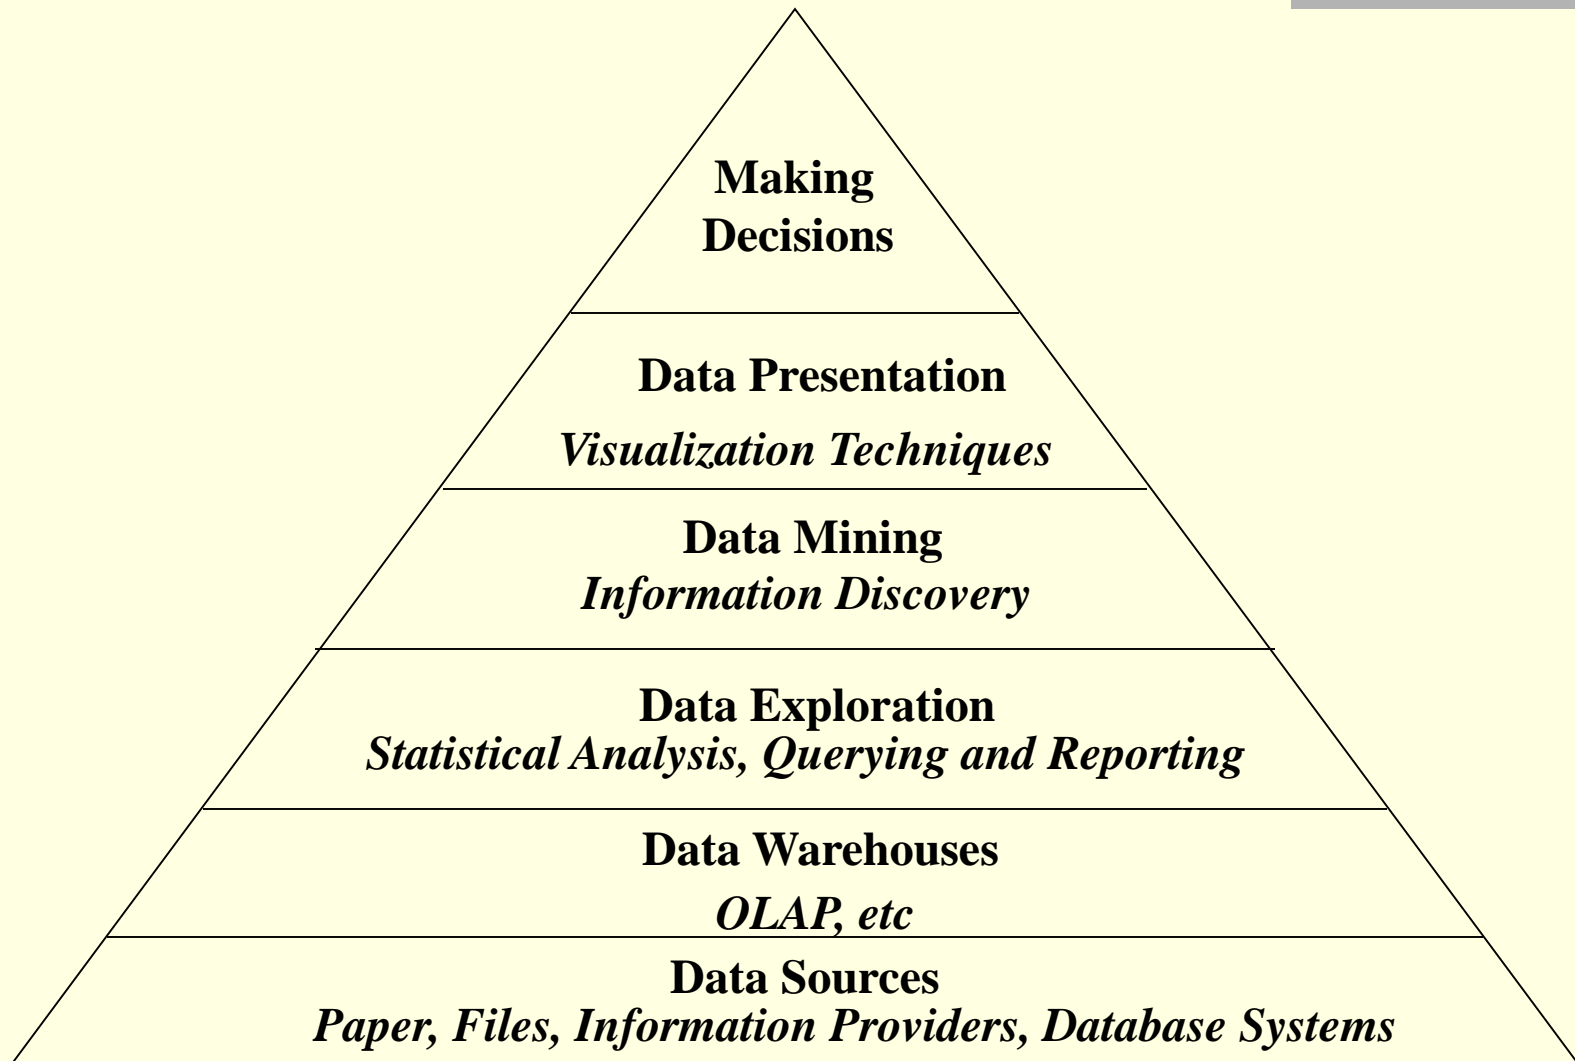 Making
Decisions
Data Presentation
Visualization Techniques
Data Mining
Information Discovery
Data Exploration
Statistical Analysis, Querying and Reporting
Data Warehouses
OLAP, etc
Data Sources
Paper, Files, Information Providers, Database Systems